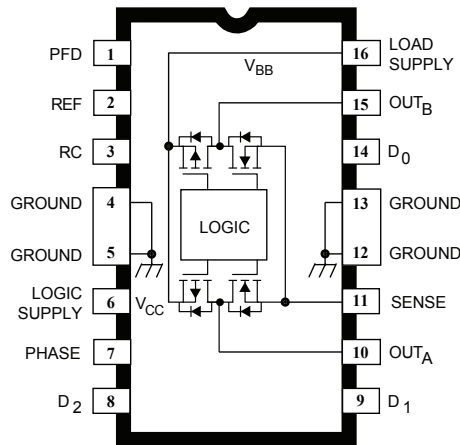 PFD 1
REF 2
RC 3
GROUND 4
GROUND 5
LOGIC
SUPPLY 6
PHASE 7
D2 8
VBB
LOGIC
VCC
16 LOAD
SUPPLY
15 OUTB
14 D0
13 GROUND
12 GROUND
11 SENSE
10 OUTA
9 D1